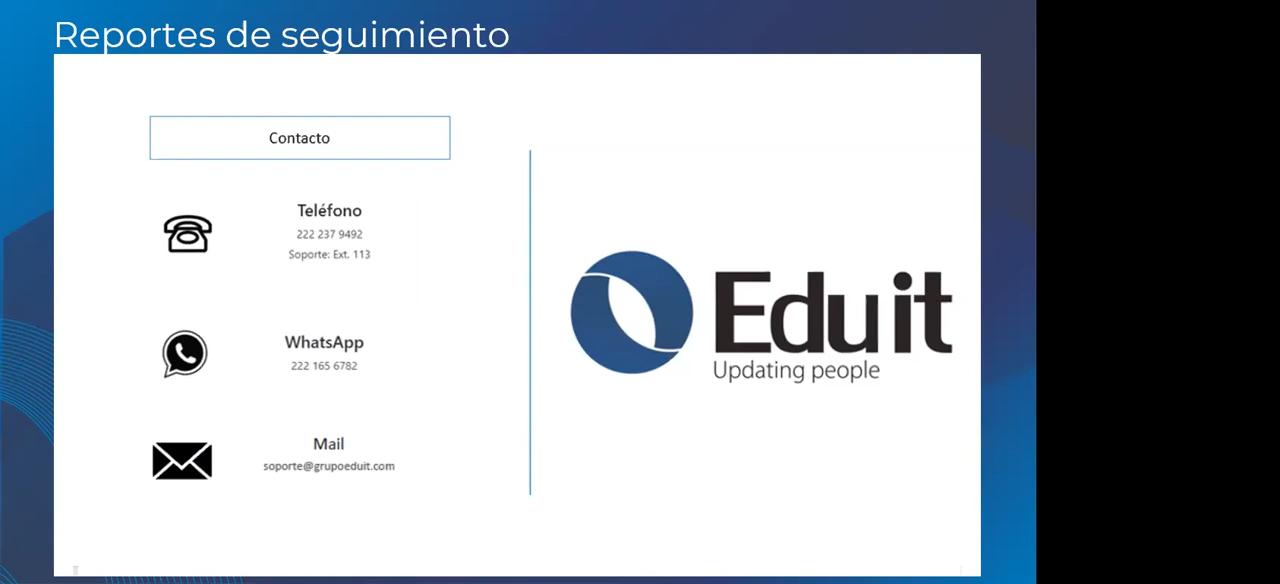 Reportes de seguimiento
Contacto
Teléfono
222 237 9492
Soporte: Ext. 113
WhatsApp
222 165 6782
Mail
soporte@grupoeduit.com
Eduit
Updating people